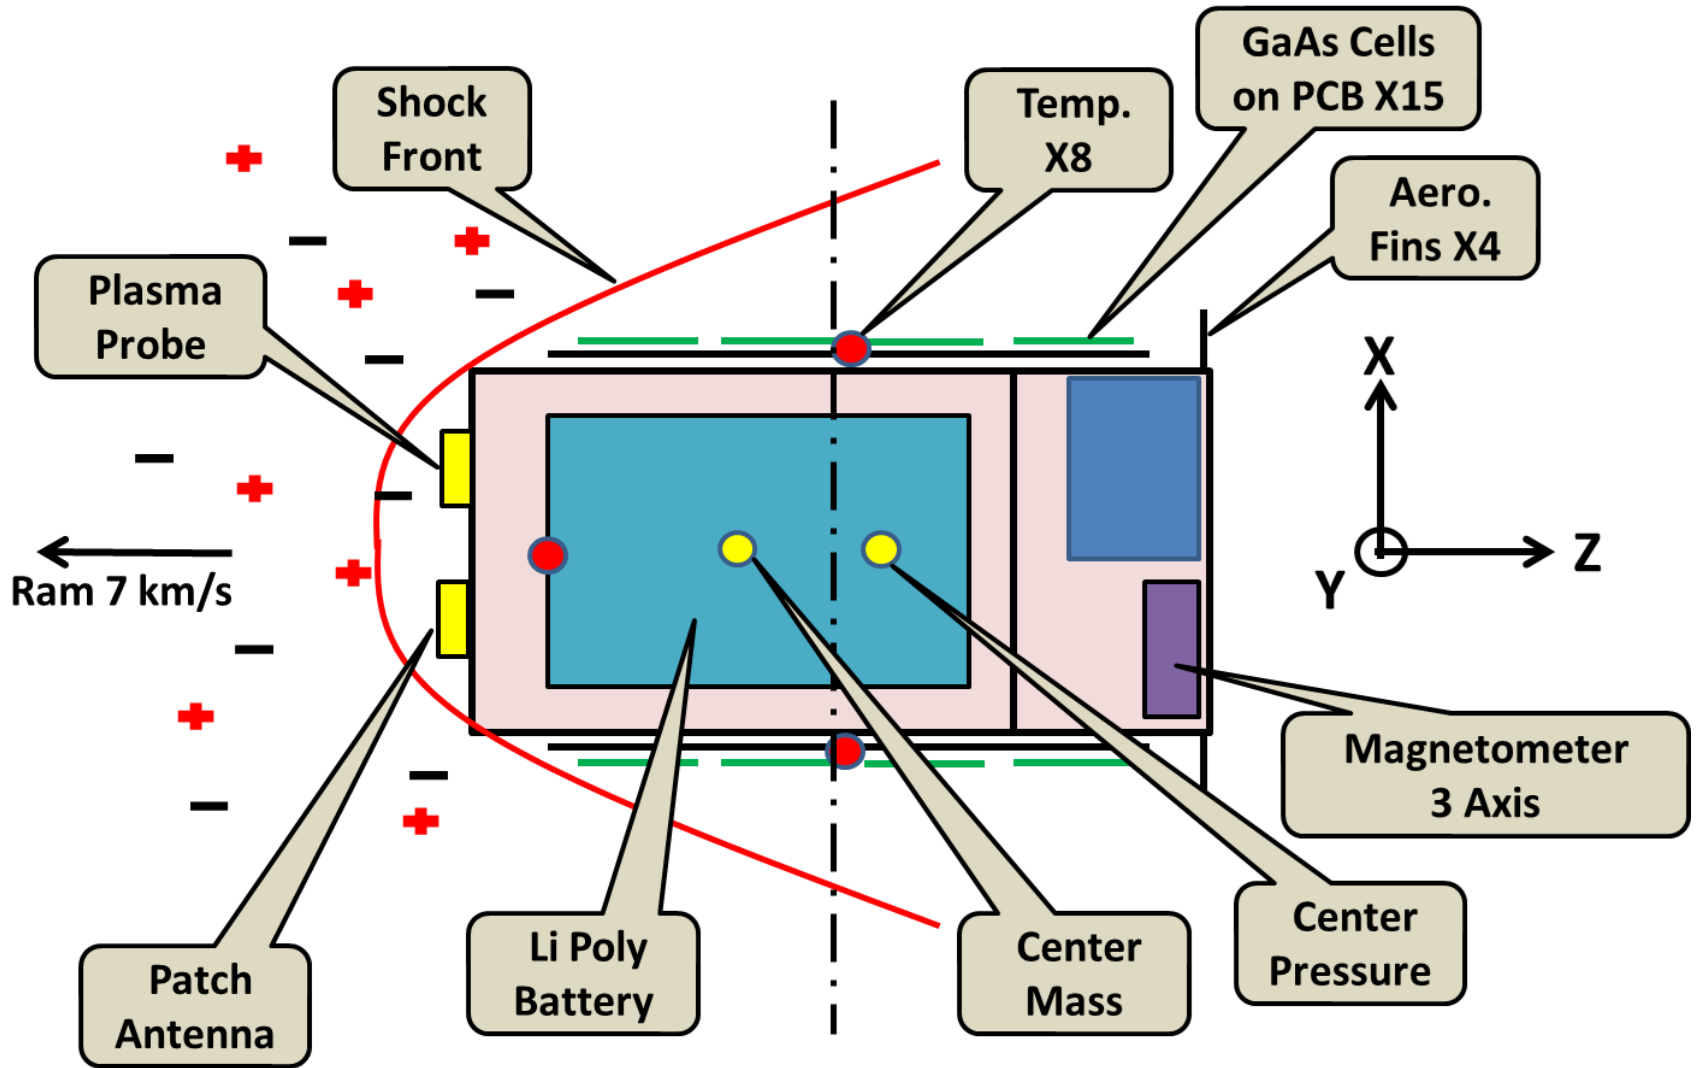 GaAs Cells
on PCB X15
Shock
Front
Temp.
X8
Aero.
Fins X4
Plasma
Probe
X
Ram 7 km/s
Y
Z
Magnetometer
3 Axis
Center
Pressure
Li Poly
Battery
Center
Mass
Patch
Antenna